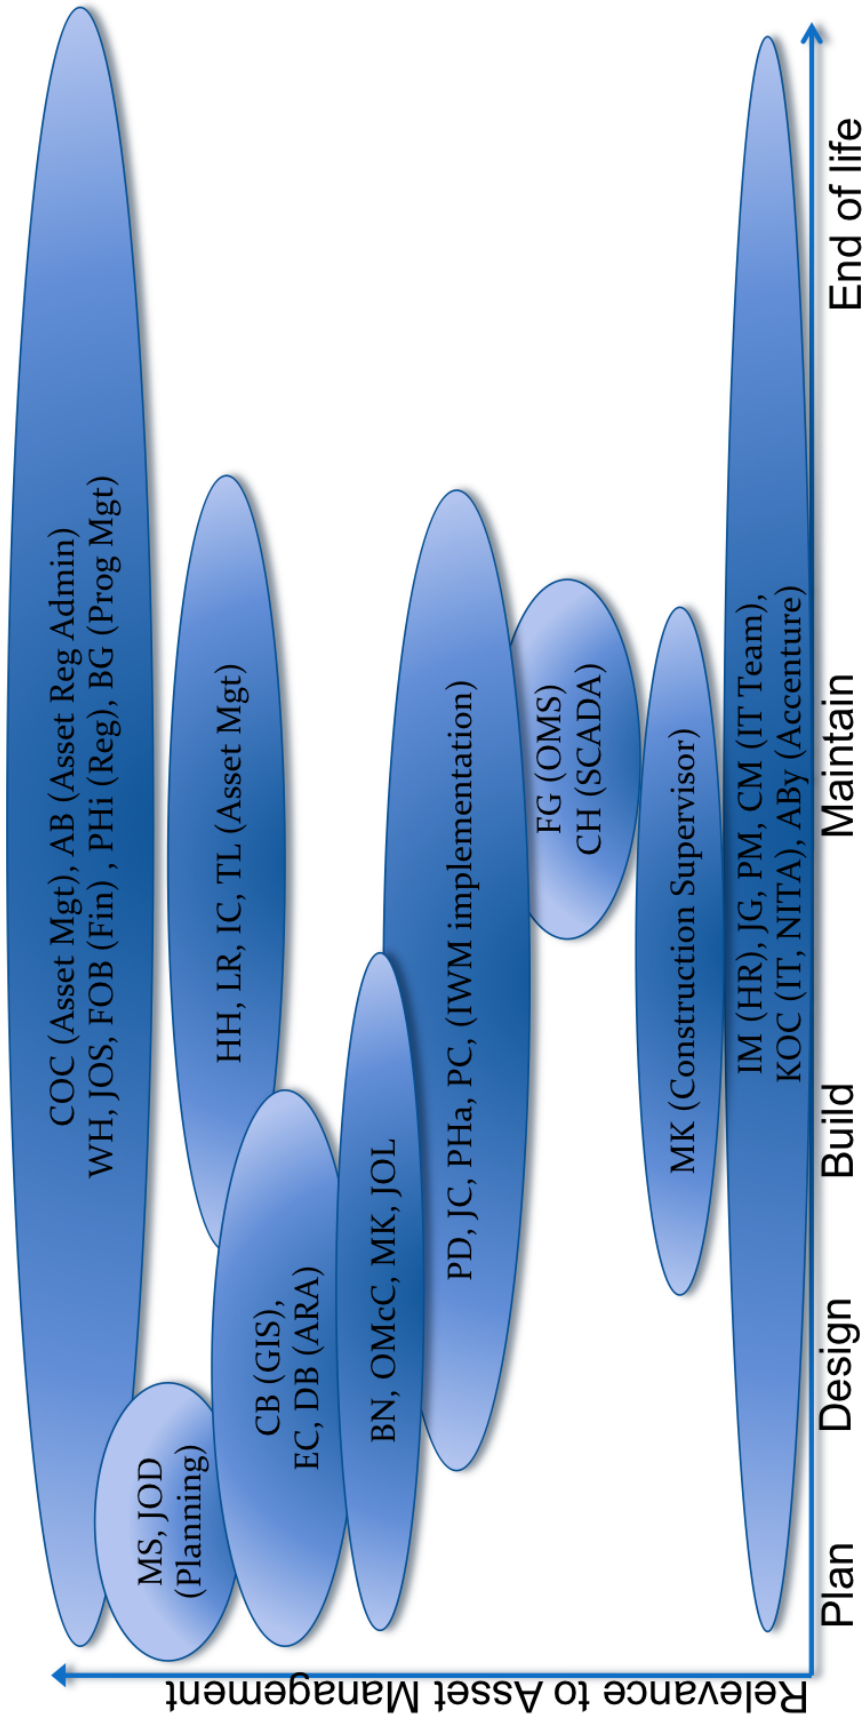 COC (Asset Mgt), AB (Asset Reg Admin)
WH, JOS, FOB (Fin) , PHi (Reg), BG (Prog Mgt)
MS, JOD
(Planning)
HH, LR, IC, TL (Asset Mgt)
CB (GIS),
EC, DB (ARA)
BN, OMcC, MK, JOL
PD, JC, PHa, PC, (IWM implementation)
FG (OMS)
CH (SCADA)
MK (Construction Supervisor)
IM (HR), JG, PM, CM (IT Team),
KOC (IT, NITA), ABy (Accenture)
Relevance to Asset Management
Plan
Design
Build
Maintain
End of life